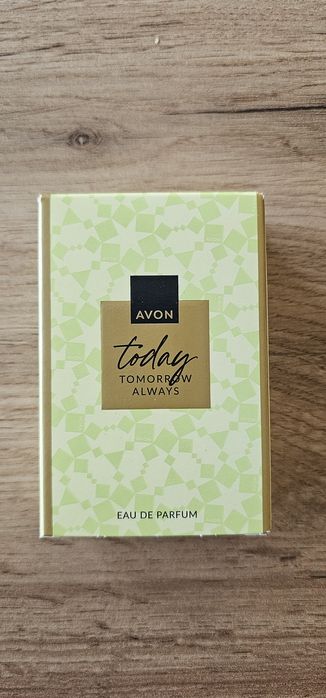 AVON
today
TOMORROW
ALWAYS
EAU DE PARFUM